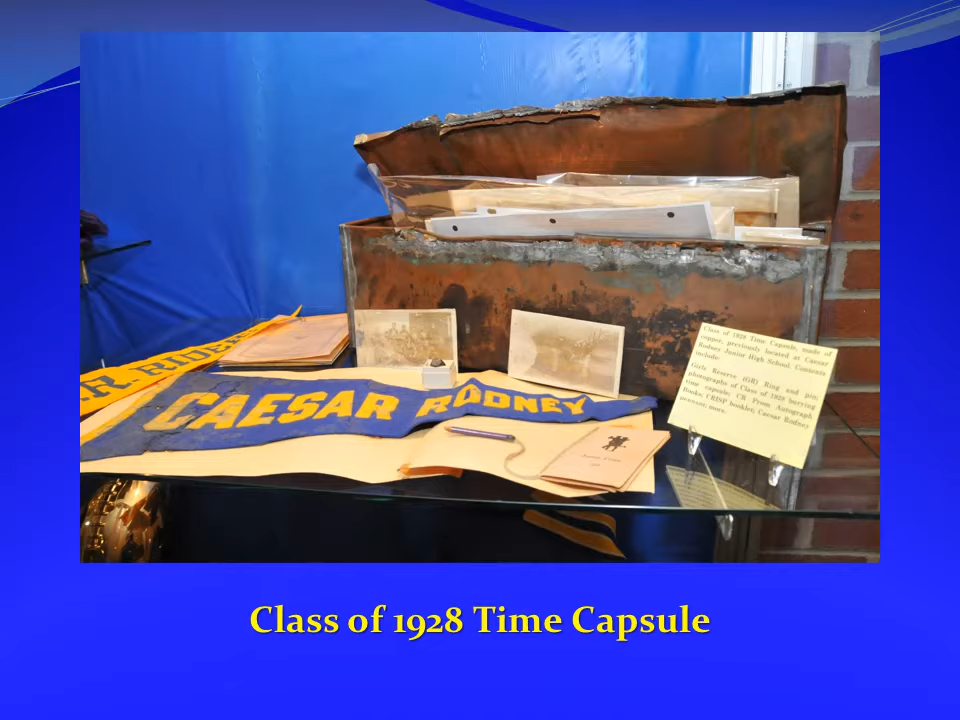 C.R. RIDERS
CAESAR RODNEY
Class of 1928 Time Capsule, made of
copper, previously located at Caesar
Rodney Junior High School. Contents
include:
Girls Reserve (GR) Ring and pin;
photographs of Class of 1928 burying
time capsule; CR Prom Autograph
Books; CRISP booklet; Caesar Rodney
pennant; more.
Class of 1928 Time Capsule